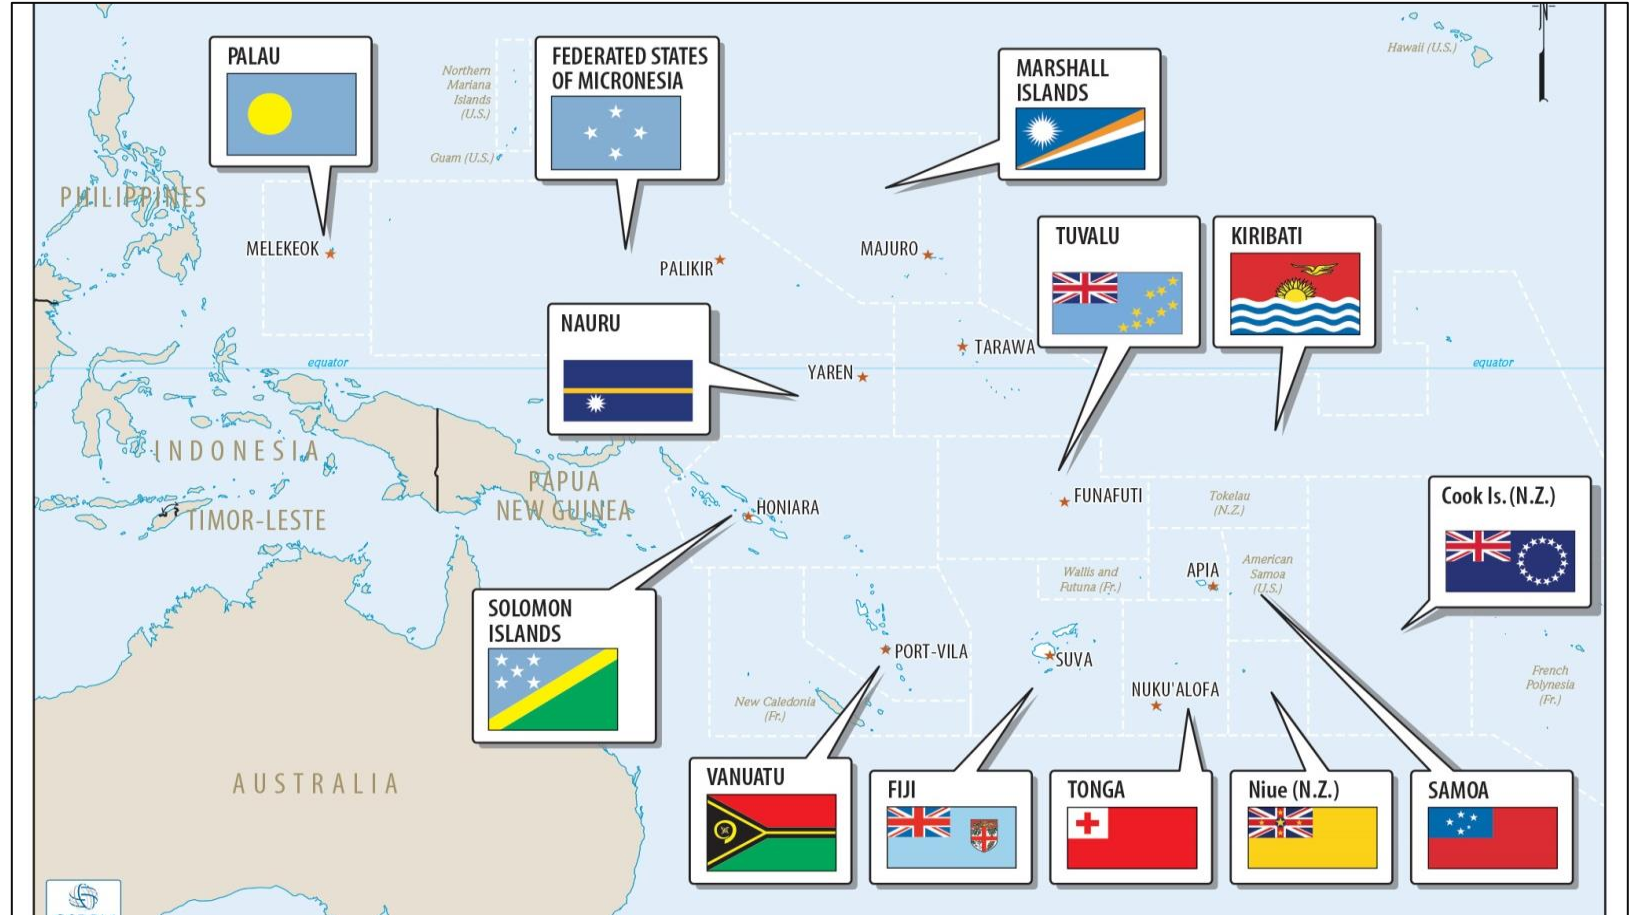 PALAU
FEDERATED STATES
OF MICRONESIA
MARSHALL
ISLANDS
Hawaii (U.S.)
Northern
Mariana
Islands
(U.S.)
Guam (U.S.)
PHILIPPINES
MELEKEOK
PALIKIR
MAJURO
TUVALU
KIRIBATI
NAURU
TARAWA
YAREN
equator
equator
INDONESIA
PAPUA
NEW GUINEA
TIMOR-LESTE
HONIARA
FUNAFUTI
Tokelau
(N.Z.)
Cook Is. (N.Z.)
Wallis and
Futuna (Fr.)
APIA
American
Samoa
(U.S.)
SOLOMON
ISLANDS
PORT-VILA
SUVA
NUKU'ALOFA
New Caledonia
(Fr.)
French
Polynesia
(Fr.)
AUSTRALIA
VANUATU
FIJI
TONGA
Niue (N.Z.)
SAMOA